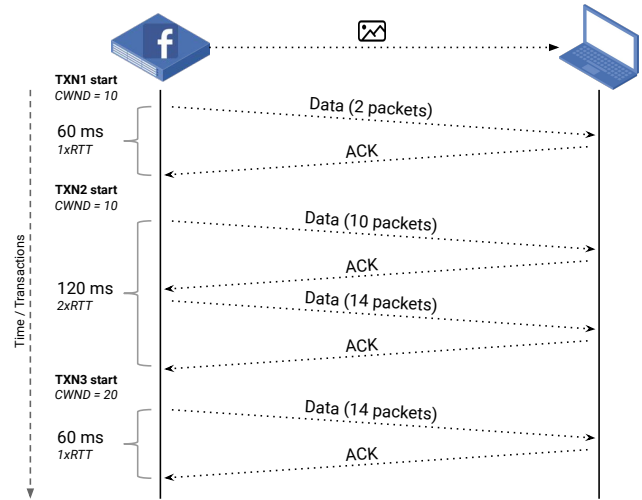 f
TXN1 start
CWND = 10
Data (2 packets)
60 ms
1xRTT
ACK
TXN2 start
CWND = 10
Data (10 packets)
ACK
120 ms
2xRTT
Data (14 packets)
ACK
TXN3 start
CWND = 20
Data (14 packets)
60 ms
1xRTT
ACK
Time / Transactions